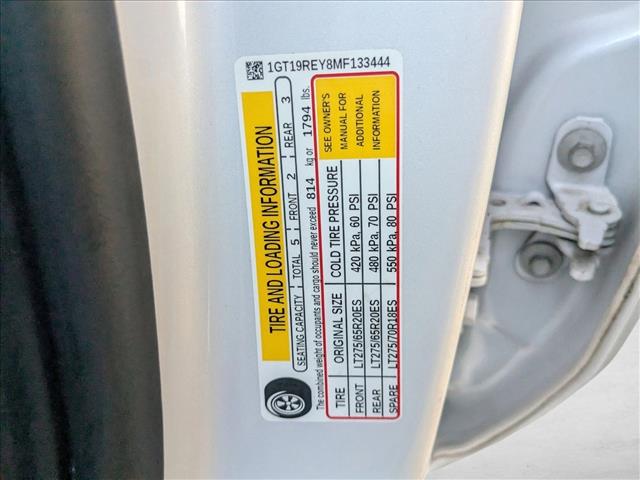 1GT19REY8MF133444
TIRE AND LOADING INFORMATION
SEATING CAPACITY TOTAL 5 FRONT 2 REAR 3
The combined weight of occupants and cargo should never exceed 814 kg or 1794 lbs.
TIRE ORIGINAL SIZE COLD TIRE PRESSURE
FRONT LT275/65R20ES 420 kPa, 60 PSI
REAR LT275/65R20ES 480 kPa, 70 PSI
SPARE LT275/70R18ES 550 kPa, 80 PSI
SEE OWNER'S
MANUAL FOR
ADDITIONAL
INFORMATION